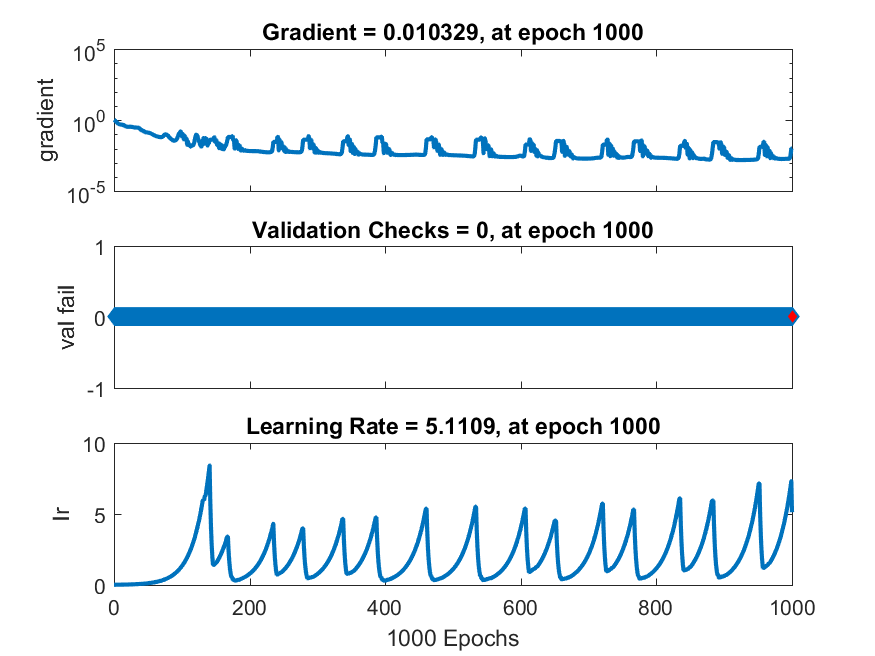 Gradient = 0.010329, at epoch 1000
10^5
10^0
10^-5
gradient
Validation Checks = 0, at epoch 1000
1
0
-1
val fail
Learning Rate = 5.1109, at epoch 1000
10
5
0
lr
0 200 400 600 800 1000
1000 Epochs